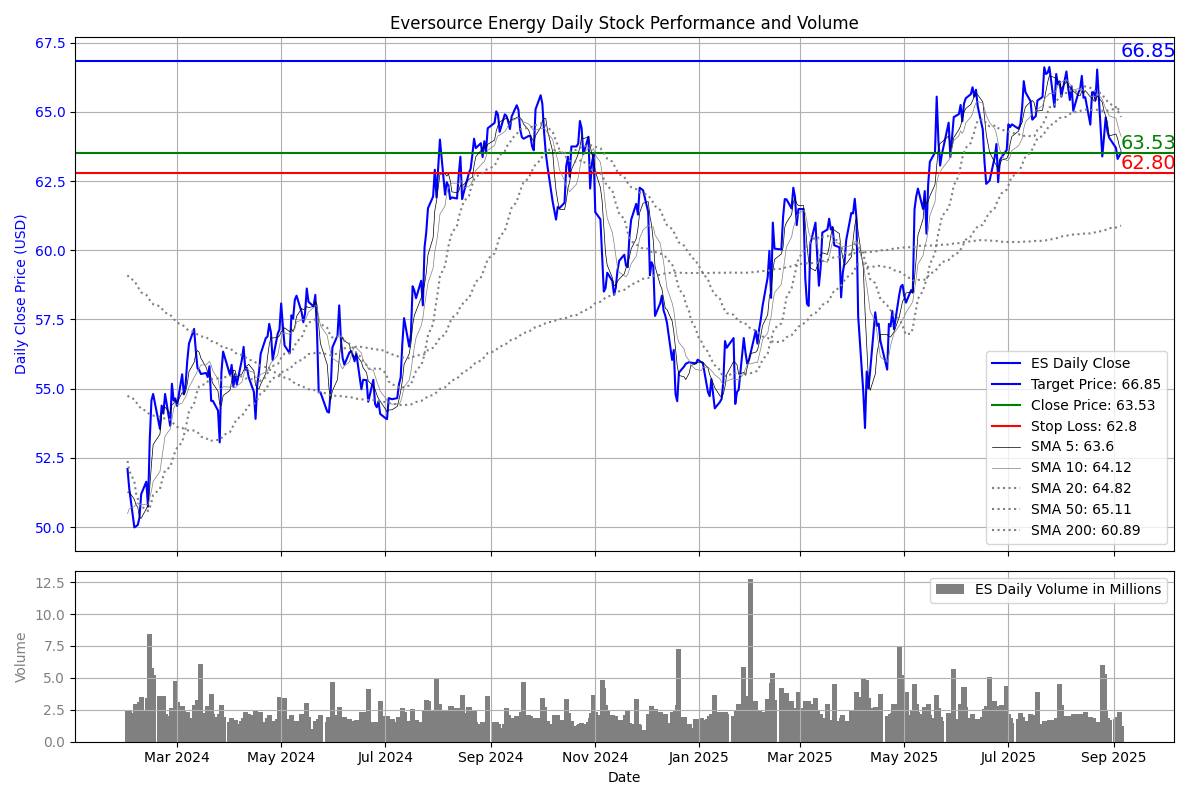 Eversource Energy Daily Stock Performance and Volume
67.5
65.0
62.5
60.0
57.5
55.0
52.5
50.0
Daily Close Price (USD)
66.85
63.53
62.80
ES Daily Close
Target Price: 66.85
Close Price: 63.53
Stop Loss: 62.8
SMA 5: 63.6
SMA 10: 64.12
SMA 20: 64.82
SMA 50: 65.11
SMA 200: 60.89
12.5
10.0
7.5
5.0
2.5
0.0
Volume
ES Daily Volume in Millions
Mar 2024 May 2024 Jul 2024 Sep 2024 Nov 2024 Jan 2025 Mar 2025 May 2025 Jul 2025 Sep 2025
Date